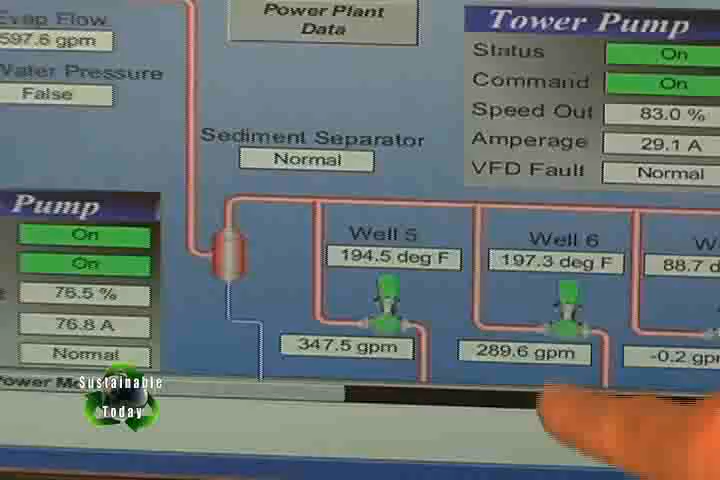 Evap Flow
597.6 gpm
Water Pressure
False
Power Plant
Data
Tower Pump
Status
On
Command
On
Speed Out
83.0 %
Amperage
29.1 A
VFD Fault
Normal
Sediment Separator
Normal
Pump
On
On
76.5 %
76.8 A
Normal
Well 5
194.5 deg F
347.5 gpm
Well 6
197.3 deg F
289.6 gpm
88.7
-0.2 gpm
Power
Sustainable
Today